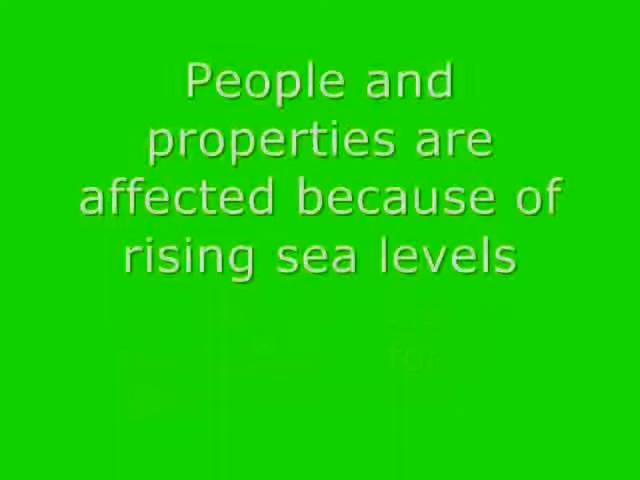 People and
properties are
affected because of
rising sea levels